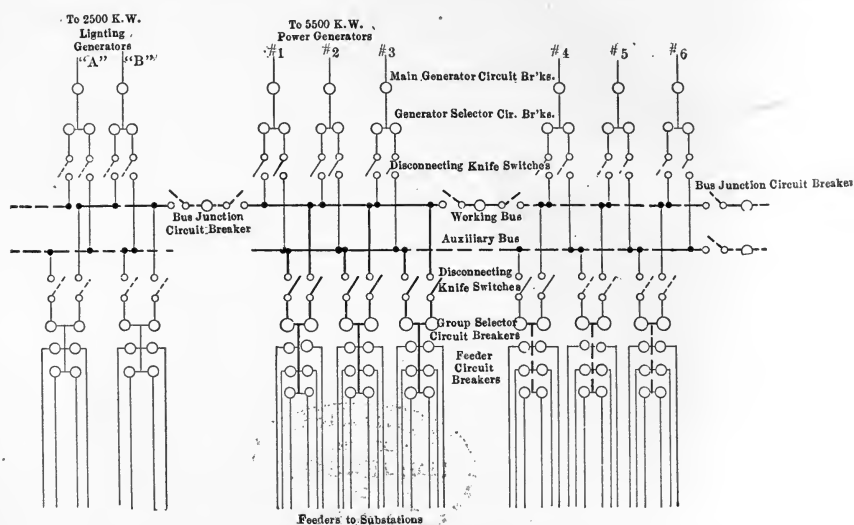 To 2500 K.W.
Lighting
Generators
"A" "B"
To 5500 K.W.
Power Generators
#1 #2 #3 #4 #5 #6
Main Generator Circuit Br'ks.
Generator Selector Cir. Br'ks.
Disconnecting Knife Switches
Bus Junction Circuit Breaker
Bus Junction
Circuit Breaker
Working Bus
Auxiliary Bus
Disconnecting
Knife Switches
Group Selector
Circuit Breakers
Feeder
Circuit
Breakers
Feeders to Substations